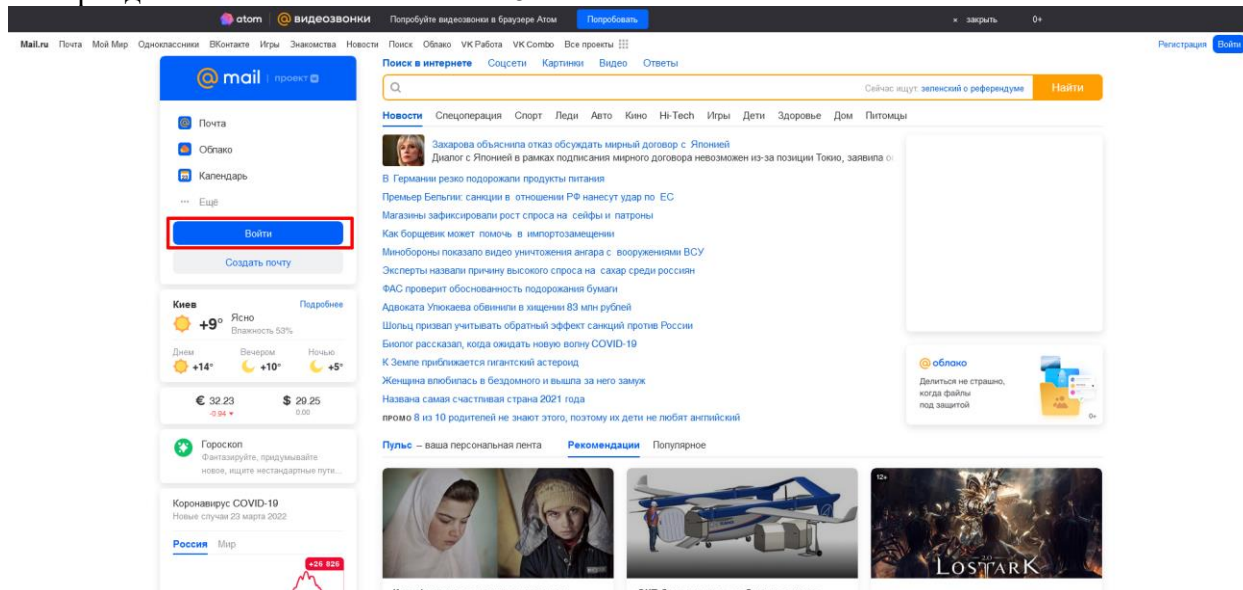 atom видеозвонки Попробуйте видеозвонки в браузере Атом Попробовать × закрыть 0+
Mail.ru Почта Мой Мир Одноклассники ВКонтакте Игры Знакомства Новости Поиск Облако VK Работа VK Combo Все проекты Регистрация Войти
@ mail | проект
Почта
Облако
Календарь
Ещё
Войти
Создать почту
Киев Подробнее
+9° Ясно
Влажность 53%
Днем Вечером Ночью
+14° +10° +5°
€ 32.23 $ 29.25
-0.94 ▼ 0.00
Гороскоп
Фантазируйте, придумывайте
новое, ищите нестандартные пути...
Коронавирус COVID-19
Новые случаи 23 марта 2022
Россия Мир
+26 826
Поиск в интернете Соцсети Картинки Видео Ответы
Сейчас ищут: зеленский о референдуме Найти
Новости Спецоперация Спорт Леди Авто Кино Hi-Tech Игры Дети Здоровье Дом Питомцы
Захарова объяснила отказ обсуждать мирный договор с Японией
Диалог с Японией в рамках подписания мирного договора невозможен из-за позиции Токио, заявила
В Германии резко подорожали продукты питания
Премьер Бельгии: санкции в отношении РФ нанесут удар по ЕС
Магазины зафиксировали рост спроса на сейфы и патроны
Как борщевик может помочь в импортозамещении
Минобороны показало видео уничтожения ангара с вооружениями ВСУ
Эксперты назвали причину высокого спроса на сахар среди россиян
ФАС проверит обоснованность подорожания бумаги
Адвоката Улюкаева обвинили в хищении 83 млн рублей
Шольц призвал учитывать обратный эффект санкций против России
Биолог рассказал, когда ожидать новую волну COVID-19
К Земле приближается гигантский астероид
Женщина влюбилась в бездомного и вышла за него замуж
Названа самая счастливая страна 2021 года
ПРОМО 8 из 10 родителей не знают этого, поэтому их дети не любят английский
Пульс – ваша персональная лента Рекомендации Популярное
12+
LOST ARK
@ облако
Делиться не страшно,
когда файлы
под защитой
0+